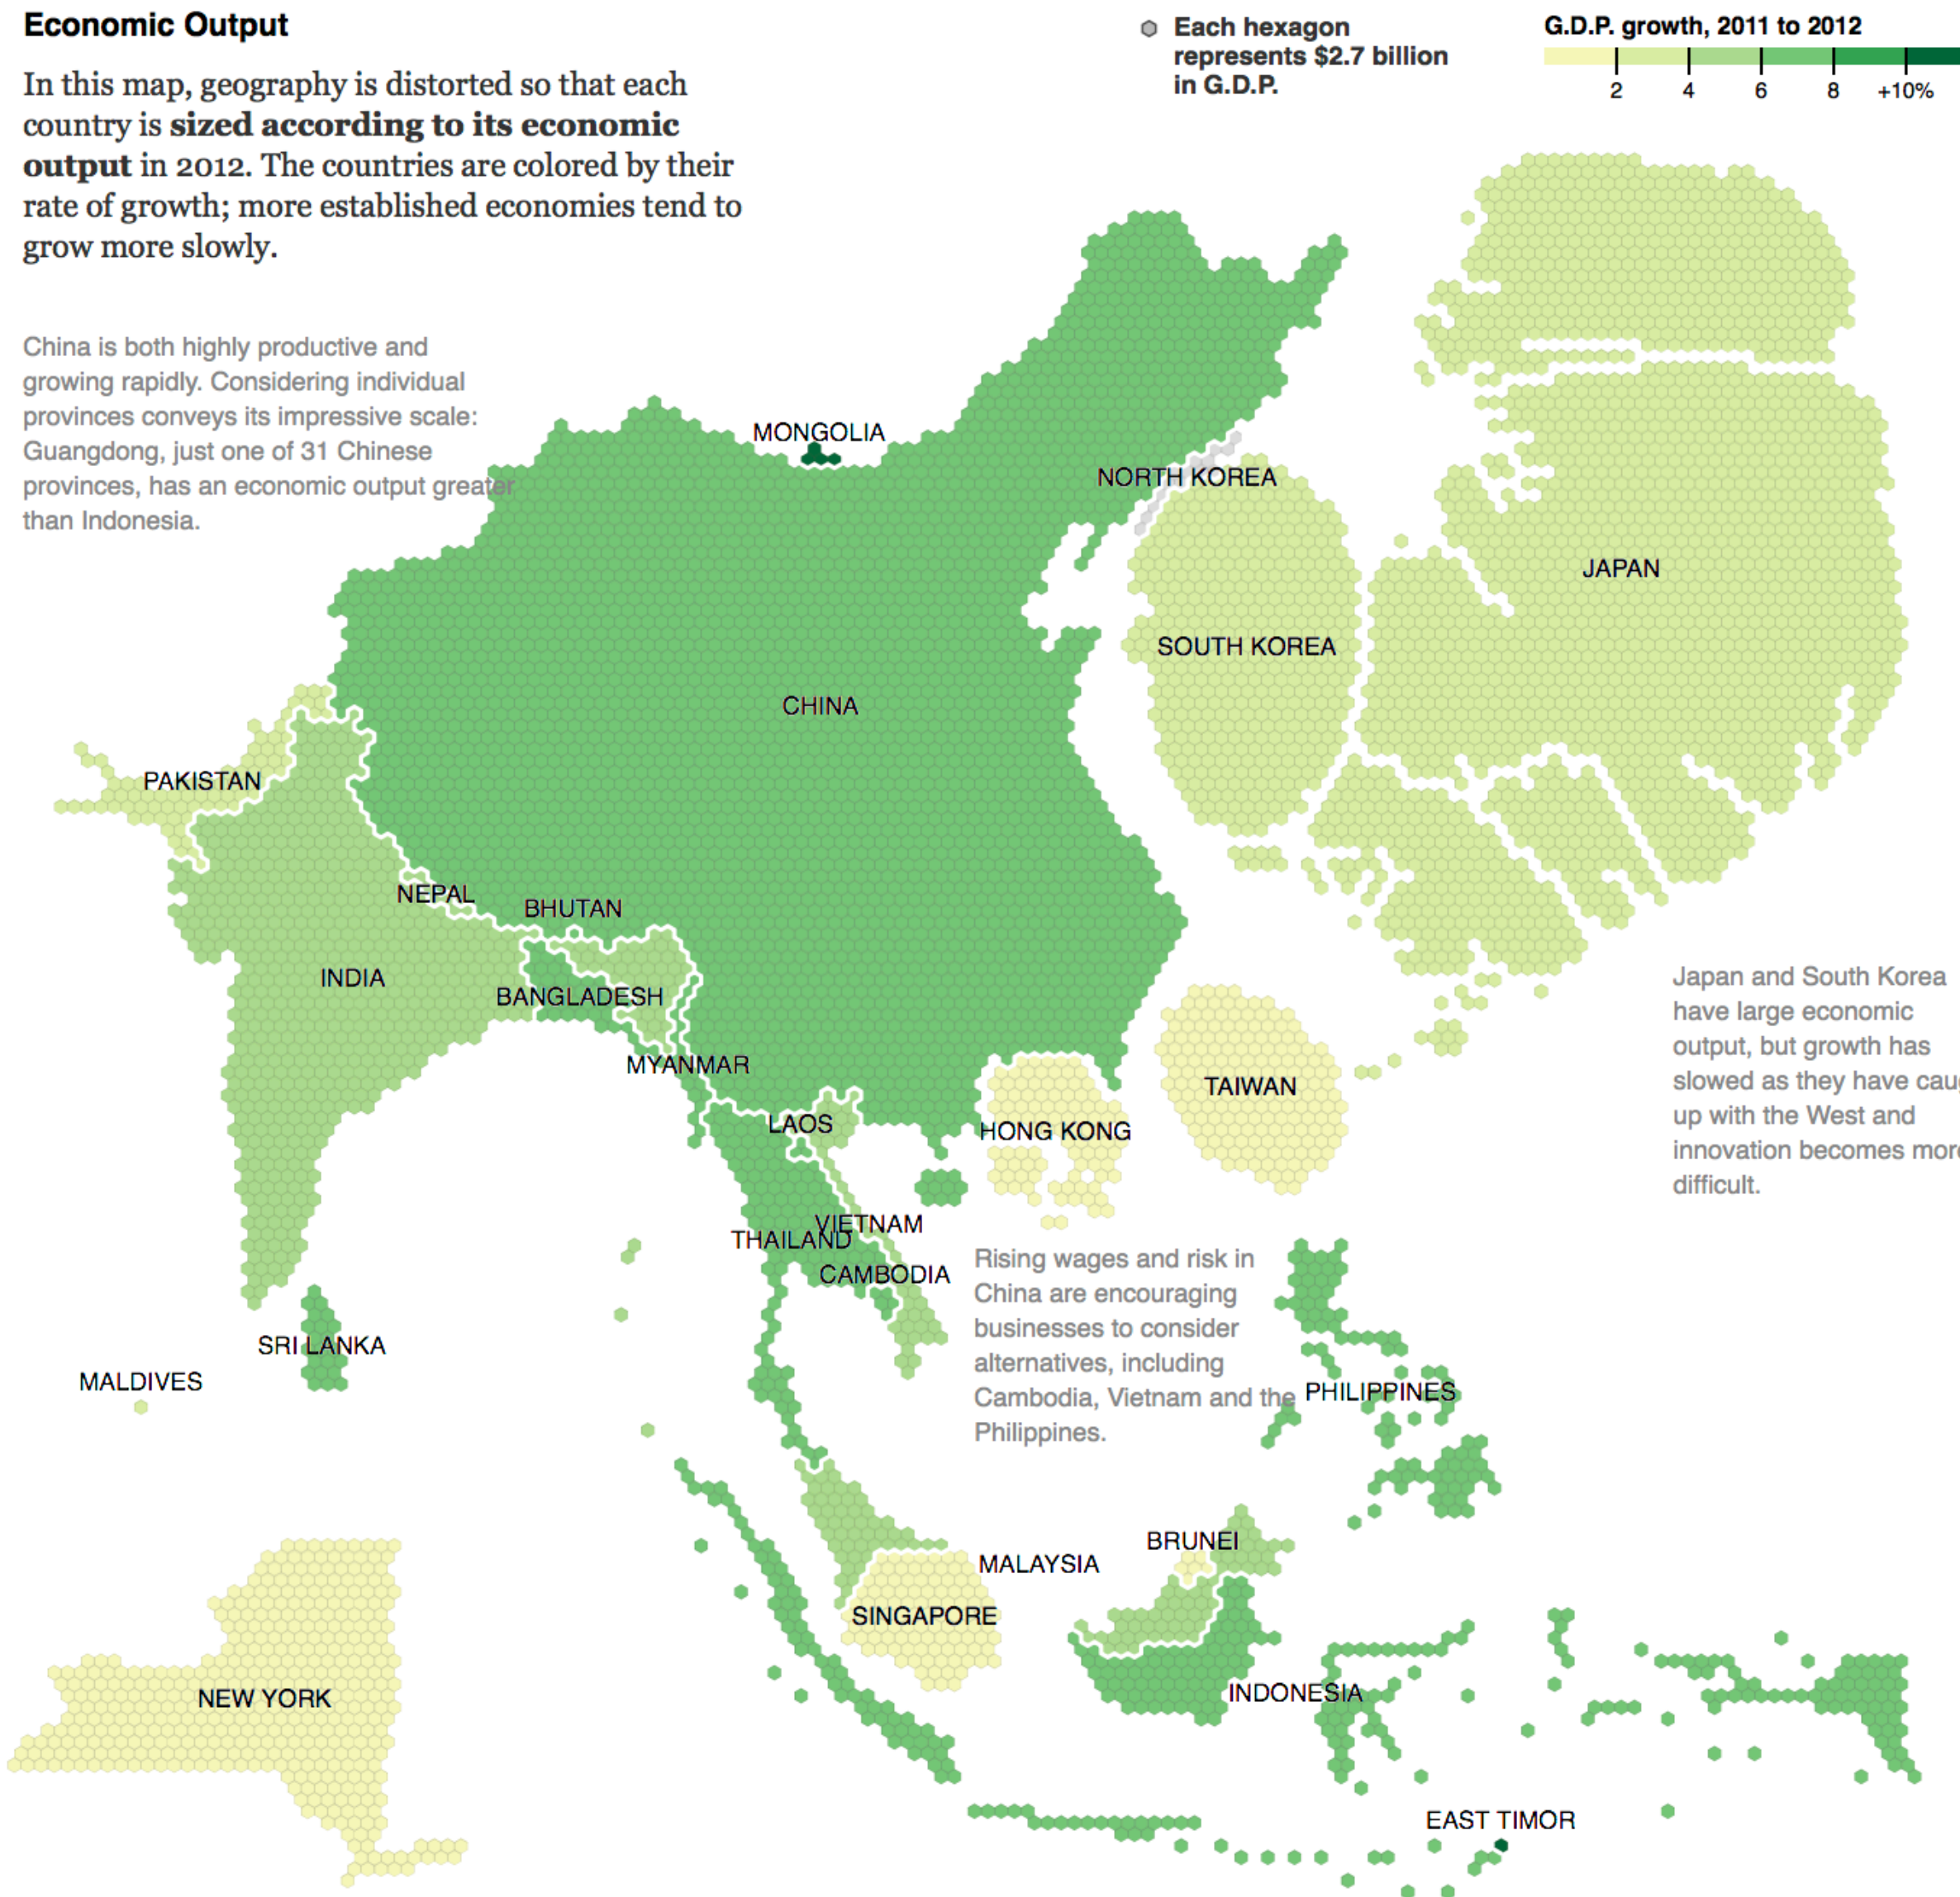 Economic Output
In this map, geography is distorted so that each
country is sized according to its economic
output in 2012. The countries are colored by their
rate of growth; more established economies tend to
grow more slowly.
Each hexagon
represents $2.7 billion
in G.D.P.
G.D.P. growth, 2011 to 2012
2 4 6 8 +10%
China is both highly productive and
growing rapidly. Considering individual
provinces conveys its impressive scale:
Guangdong, just one of 31 Chinese
provinces, has an economic output greater
than Indonesia.
MONGOLIA
NORTH KOREA
JAPAN
SOUTH KOREA
CHINA
PAKISTAN
NEPAL
BHUTAN
INDIA
BANGLADESH
MYANMAR
TAIWAN
LAOS
HONG KONG
Japan and South Korea
have large economic
output, but growth has
slowed as they have
up with the West and
innovation becomes
difficult.
VIETNAM
THAILAND
CAMBODIA
Rising wages and risk in
China are encouraging
businesses to consider
alternatives, including
Cambodia, Vietnam and the
Philippines.
SRI LANKA
MALDIVES
PHILIPPINES
BRUNEI
MALAYSIA
SINGAPORE
INDONESIA
NEW YORK
EAST TIMOR